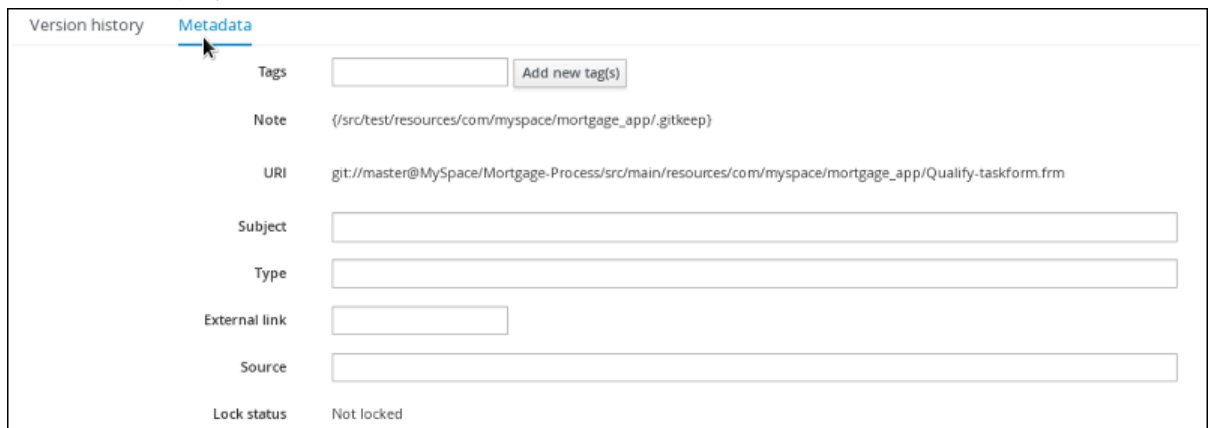 Version history Metadata
Tags Add new tag(s)
Note {/src/test/resources/com/myspace/mortgage_app/.gitkeep}
URI git://master@MySpace/Mortgage-Process/src/main/resources/com/myspace/mortgage_app/Qualify-taskform.frm
Subject
Type
External link
Source
Lock status Not locked